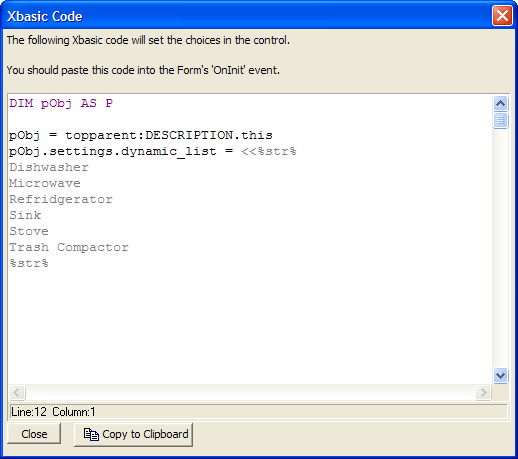 Xbasic Code
The following Xbasic code will set the choices in the control.
You should paste this code into the Form's 'OnInit' event.
DIM pObj AS P
pObj = topparent:DESCRIPTION.this
pObj.settings.dynamic_list = <<%str%
Dishwasher
Microwave
Refridgerator
Sink
Stove
Trash Compactor
%str%
Line:12 Column:1
Close
Copy to Clipboard